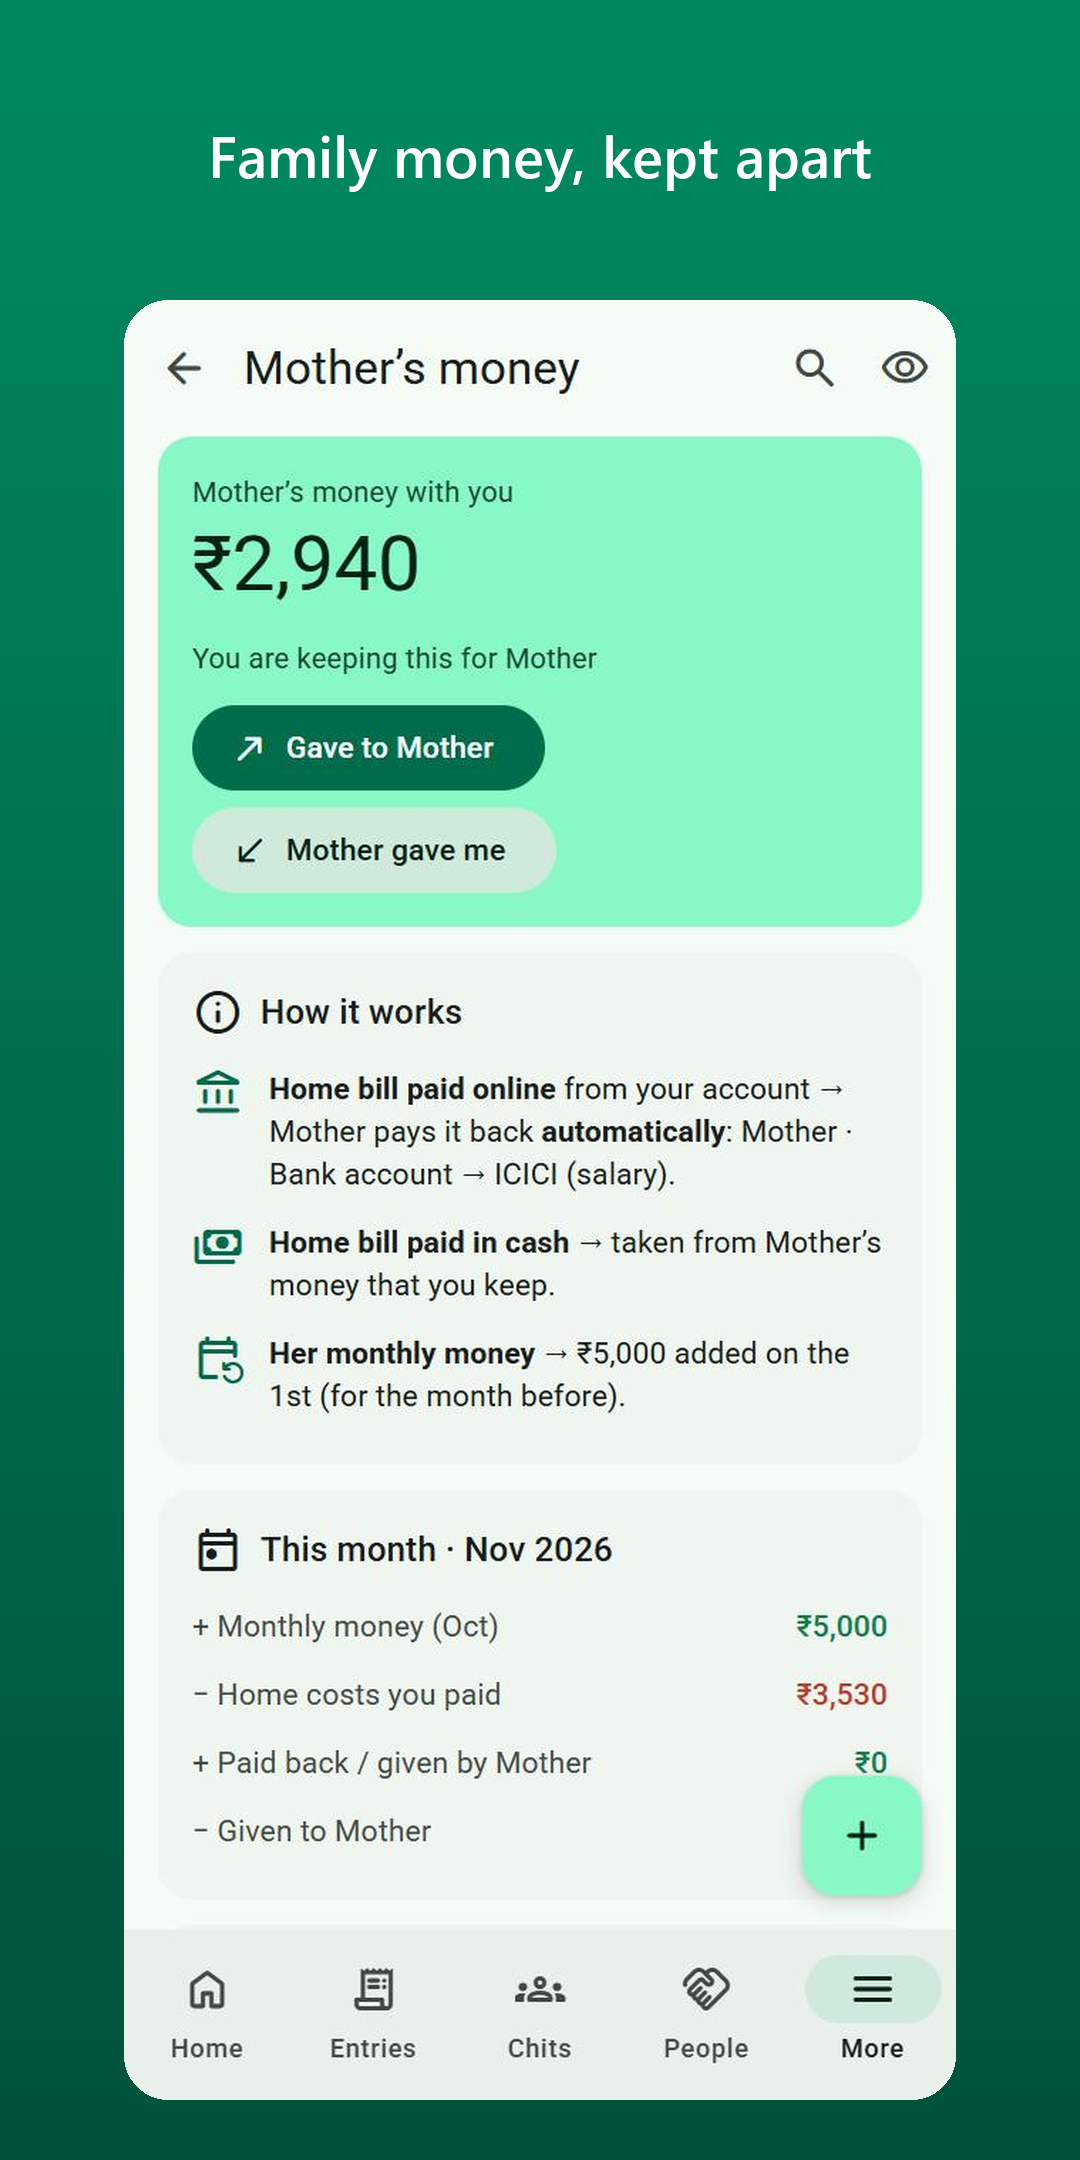 Family money, kept apart
Mother’s money
Mother’s money with you
₹2,940
You are keeping this for Mother
Gave to Mother
Mother gave me
How it works
Home bill paid online from your account →
Mother pays it back automatically: Mother ·
Bank account → ICICI (salary).
Home bill paid in cash → taken from Mother’s
money that you keep.
Her monthly money → ₹5,000 added on the
1st (for the month before).
This month · Nov 2026
+ Monthly money (Oct) ₹5,000
− Home costs you paid ₹3,530
+ Paid back / given by Mother ₹0
− Given to Mother
+
Home Entries Chits People More